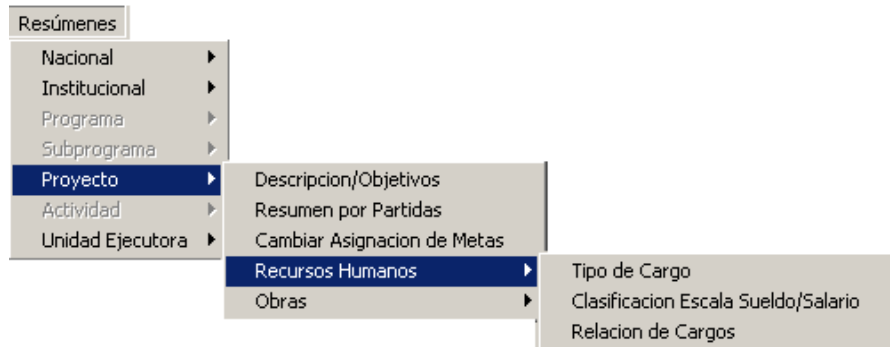 Resúmenes
Nacional
Institucional
Programa
Subprograma
Proyecto
Actividad
Unidad Ejecutora
Descripcion/Objetivos
Resumen por Partidas
Cambiar Asignacion de Metas
Recursos Humanos
Obras
Tipo de Cargo
Clasificacion Escala Sueldo/Salario
Relacion de Cargos